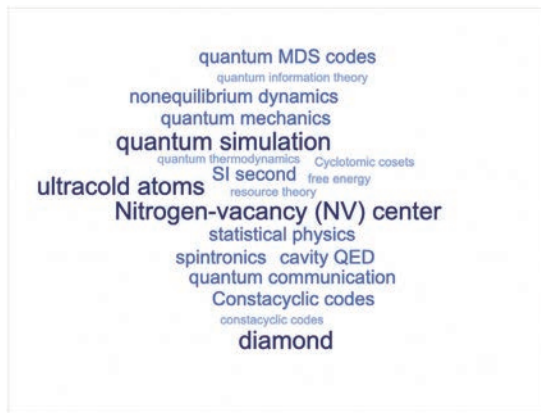 quantum MDS codes
quantum information theory
nonequilibrium dynamics
quantum mechanics
quantum simulation
quantum thermodynamics Cyclotomic cosets
SI second free energy
ultracold atoms resource theory
Nitrogen-vacancy (NV) center
statistical physics
spintronics cavity QED
quantum communication
Constacyclic codes
constacyclic codes
diamond